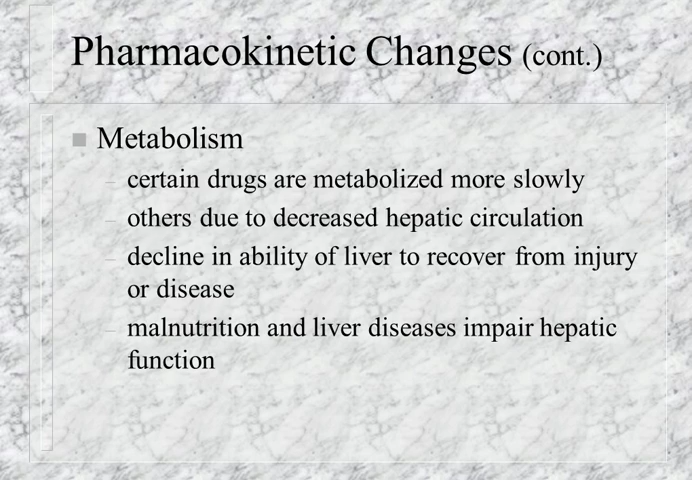 Pharmacokinetic Changes (cont.)
Metabolism
– certain drugs are metabolized more slowly
– others due to decreased hepatic circulation
– decline in ability of liver to recover from injury
or disease
– malnutrition and liver diseases impair hepatic
function